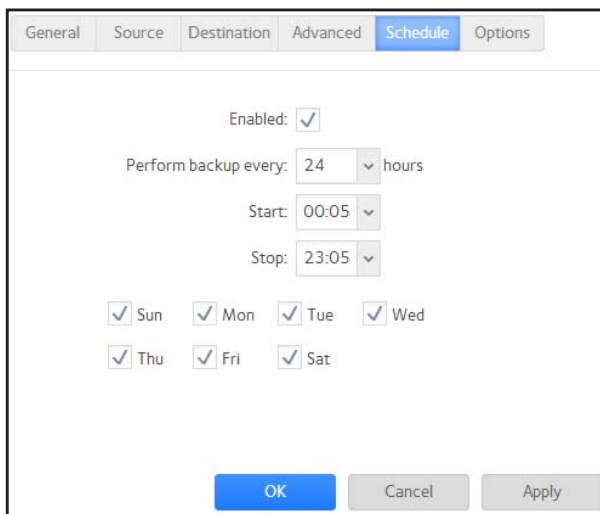 General Source Destination Advanced Schedule Options
Enabled:
Perform backup every: 24 hours
Start: 00:05
Stop: 23:05
Sun Mon Tue Wed
Thu Fri Sat
OK Cancel Apply